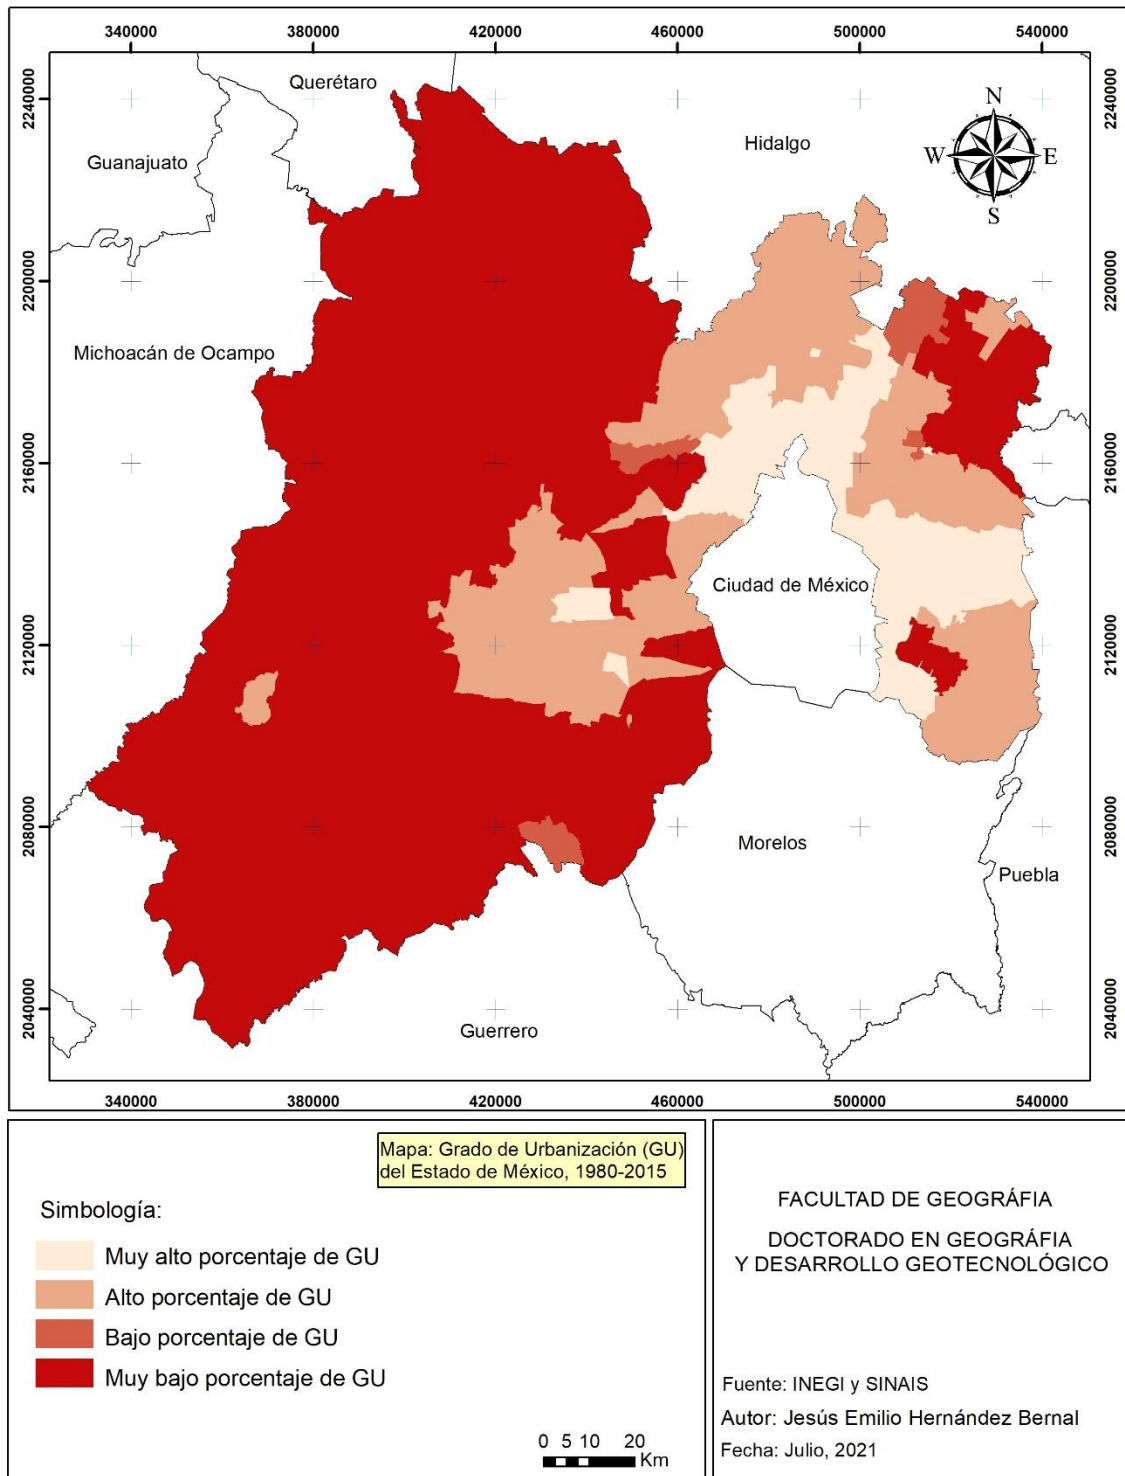 340000 380000 420000 460000 500000 540000
2240000
2200000
2160000
2120000
2080000
2040000
Querétaro
Guanajuato
Hidalgo
N
W E
S
Michoacán de Ocampo
Ciudad de México
Morelos
Puebla
Guerrero
2240000
2200000
2160000
2120000
2080000
2040000
340000 380000 420000 460000 500000 540000
Mapa: Grado de Urbanización (GU)
del Estado de México, 1980-2015
Simbología:
Muy alto porcentaje de GU
Alto porcentaje de GU
Bajo porcentaje de GU
Muy bajo porcentaje de GU
0 5 10 20
Km
FACULTAD DE GEOGRÁFIA
DOCTORADO EN GEOGRÁFIA
Y DESARROLLO GEOTECNOLÓGICO
Fuente: INEGI y SINAIS
Autor: Jesús Emilio Hernández Bernal
Fecha: Julio, 2021